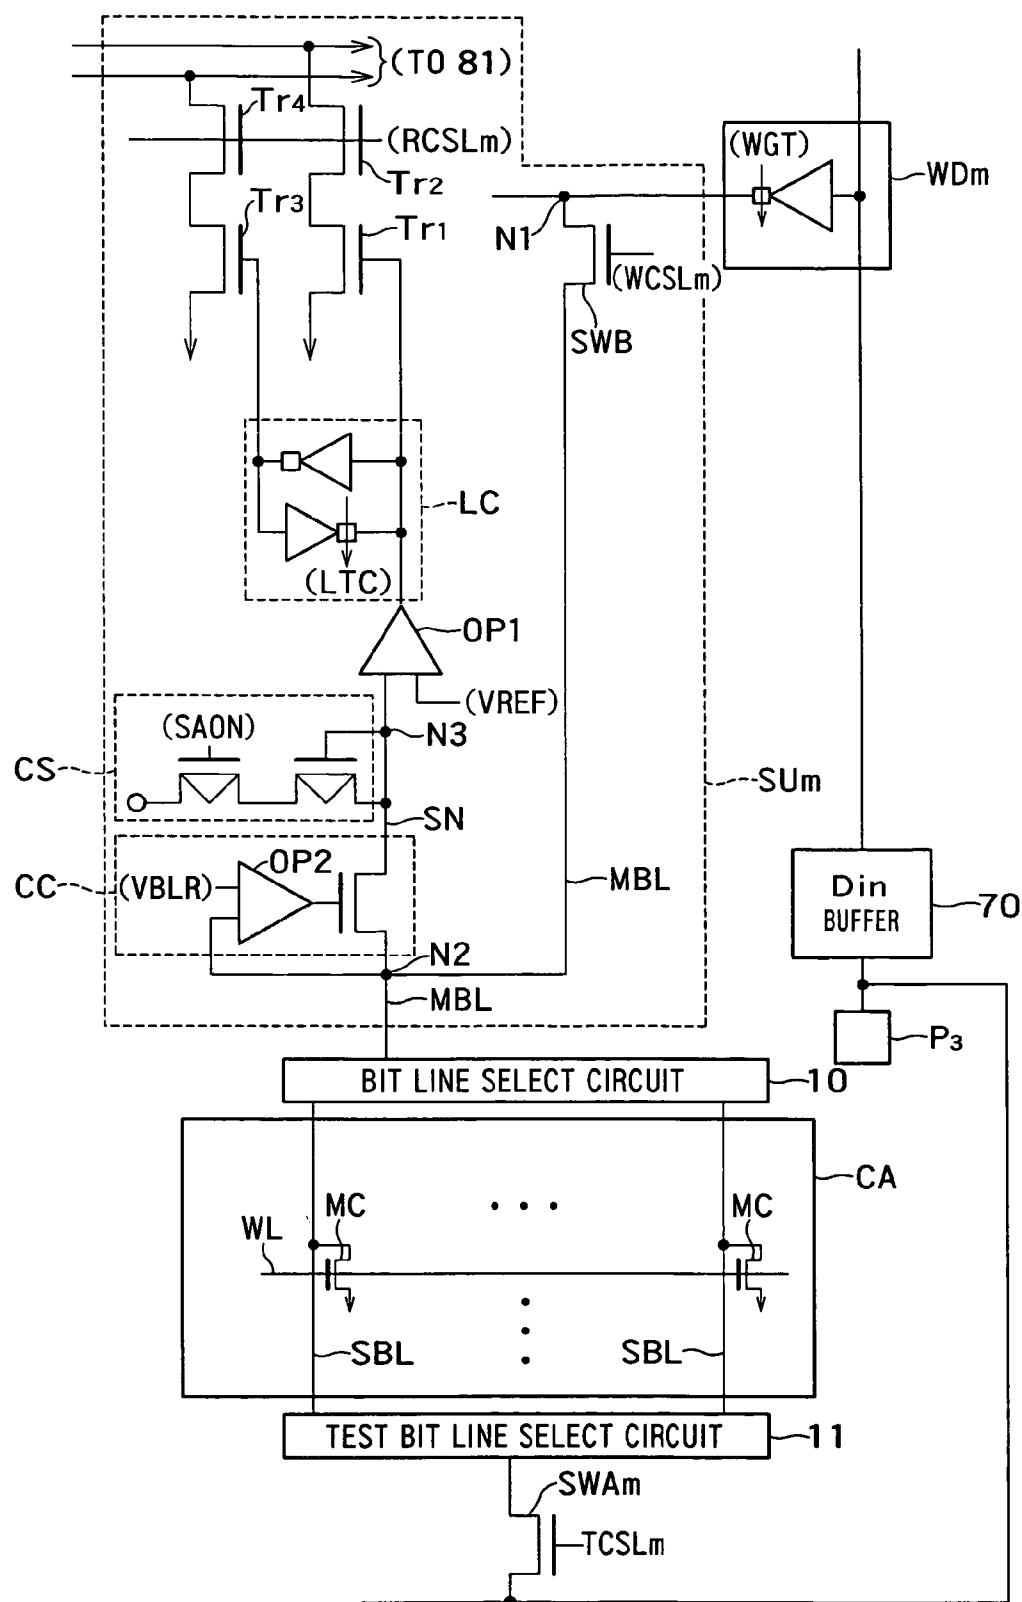 (TO 81)
Tr4
(RCSLm)
(WGT)
WDm
Tr2
Tr3
Tr1
N1
(WCSLm)
SWB
LC
(LTC)
OP1
(VREF)
(SAON)
N3
CS
SUm
SN
OP2
CC
(VBLR)
MBL
Din
BUFFER
70
N2
MBL
P3
BIT LINE SELECT CIRCUIT
10
CA
MC
MC
WL
SBL
SBL
TEST BIT LINE SELECT CIRCUIT
11
SWAm
TCSLm